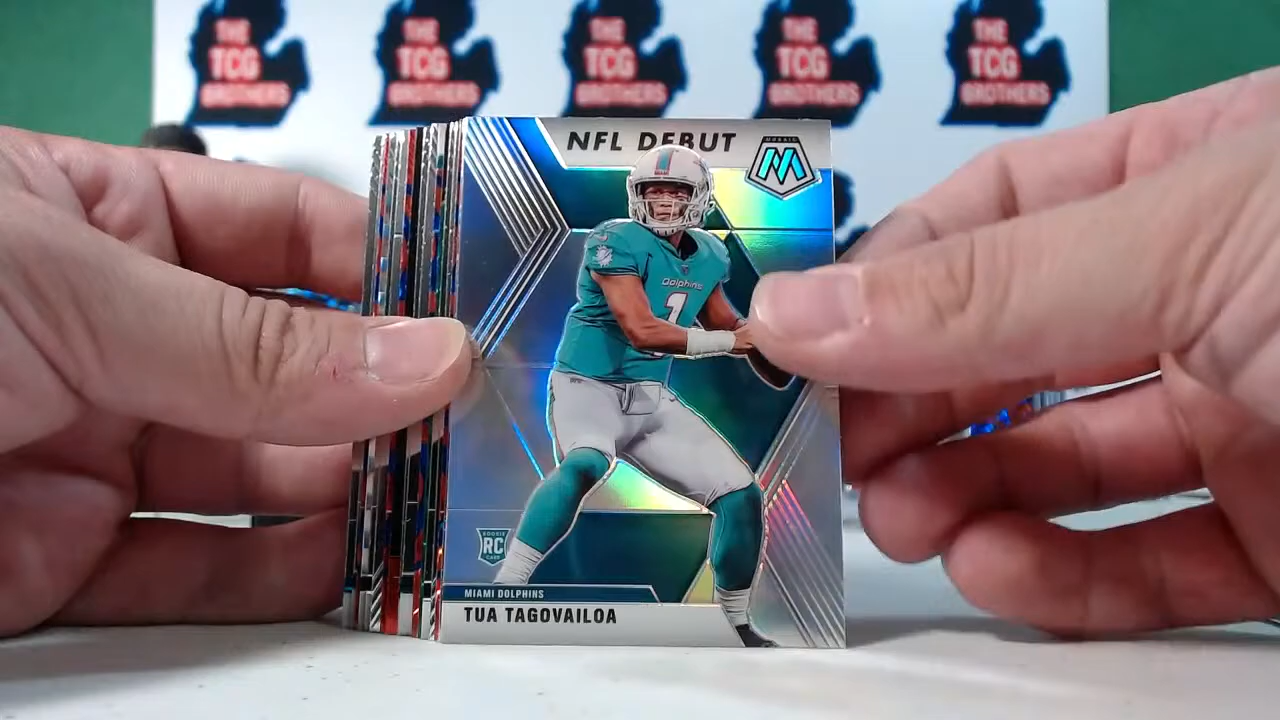 THE
TCG
BROTHERS
THE
TCG
BROTHERS
THE
TCG
BROTHERS
THE
TCG
BROTHERS
THE
TCG
BROTHERS
NFL DEBUT
MOSAIC
Dolphins
1
ROOKIE
RC
CARD
MIAMI DOLPHINS
TUA TAGOVAILOA